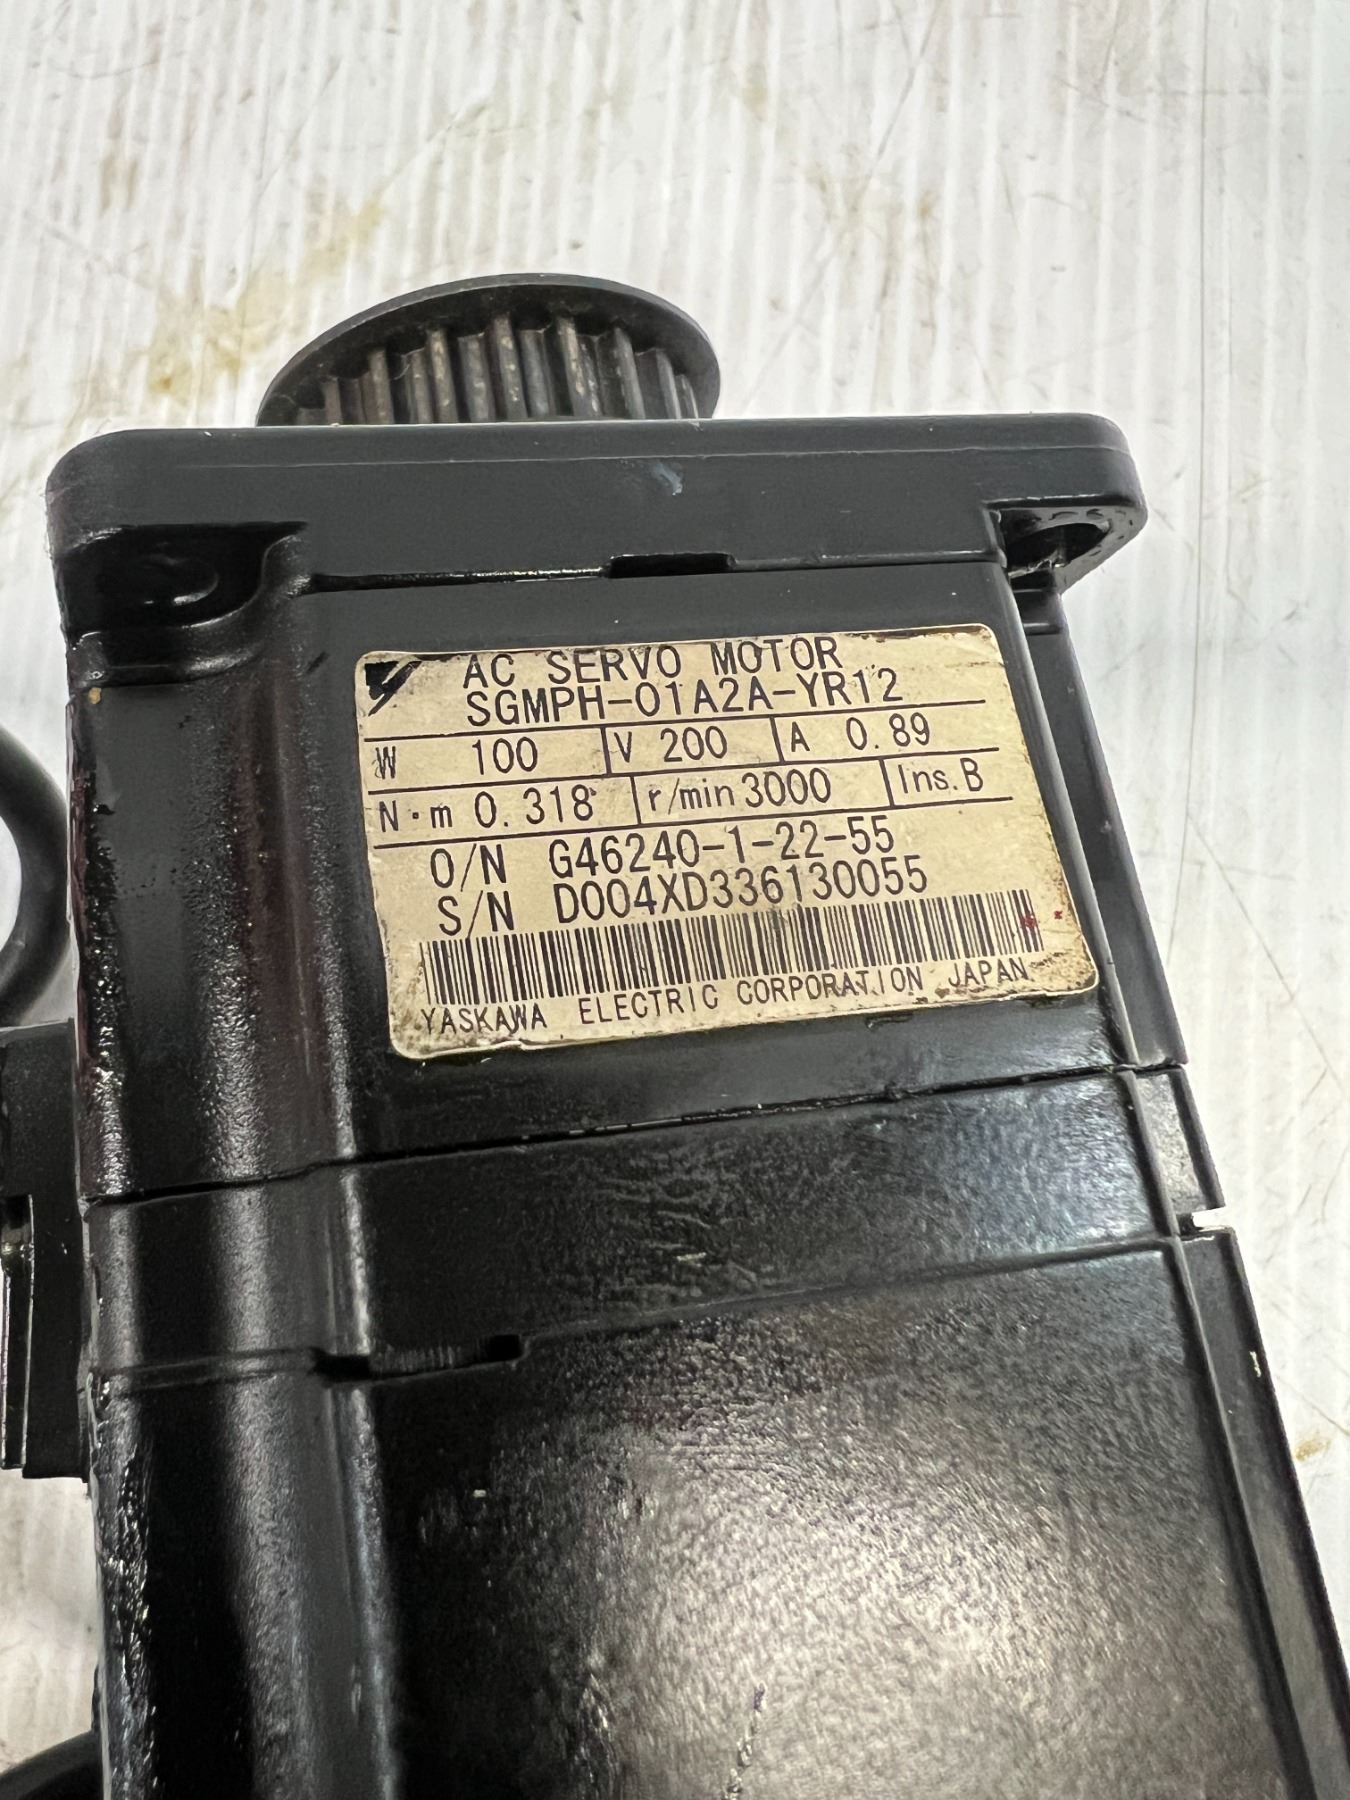 AC SERVO MOTOR
SGMPH-01A2A-YR12
W 100 V 200 A 0.89
N·m 0.318 r/min 3000 Ins. B
O/N G46240-1-22-55
S/N D004XD336130055
YASKAWA ELECTRIC CORPORATION JAPAN